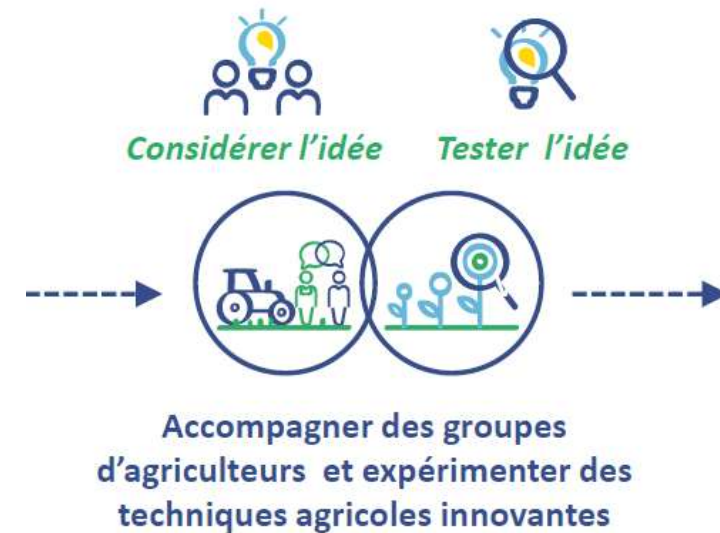 Considérer l'idée Tester l'idée
Accompagner des groupes
d'agriculteurs et expérimenter des
techniques agricoles innovantes